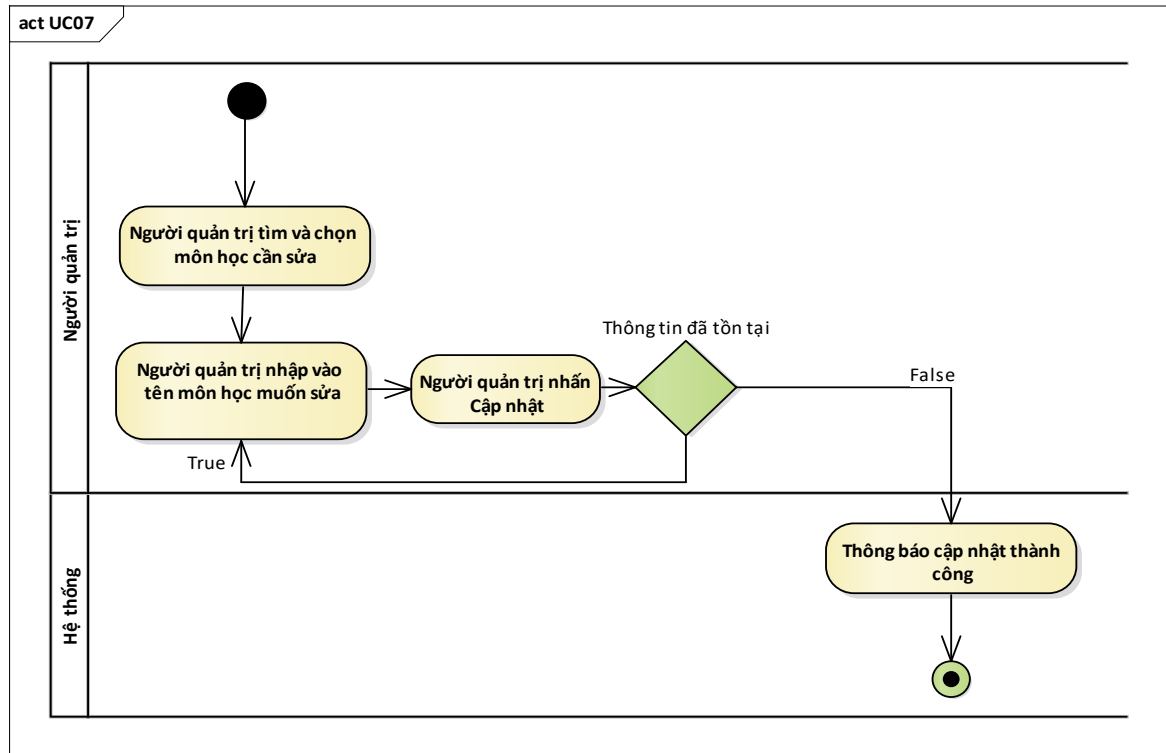 act UC07
Người quản trị
Người quản trị tìm và chọn
môn học cần sửa
Người quản trị nhập vào
tên môn học muốn sửa
Người quản trị nhấn
Cập nhật
Thông tin đã tồn tại
False
True
Hệ thống
Thông báo cập nhật thành
công